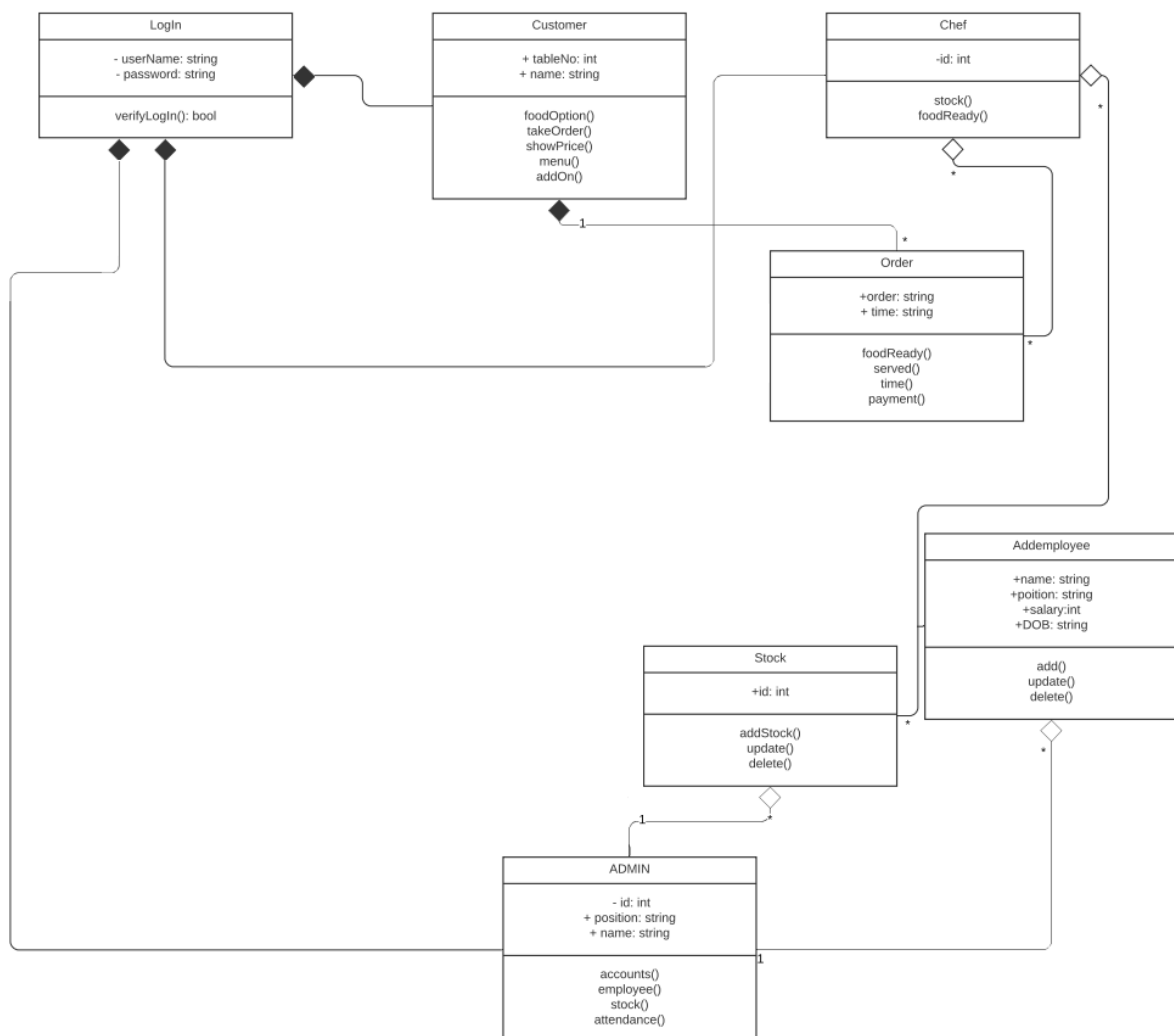 LogIn
- userName: string
- password: string
verifyLogIn(): bool
Customer
+ tableNo: int
+ name: string
foodOption()
takeOrder()
showPrice()
menu()
addOn()
Chef
-id: int
stock()
foodReady()
*
*
1
*
Order
+order: string
+ time: string
foodReady()
served()
time()
payment()
*
Addemployee
+name: string
+poition: string
+salary:int
+DOB: string
add()
update()
delete()
*
Stock
+id: int
addStock()
update()
delete()
*
1
*
ADMIN
- id: int
+ position: string
+ name: string
accounts()
employee()
stock()
attendance()
1